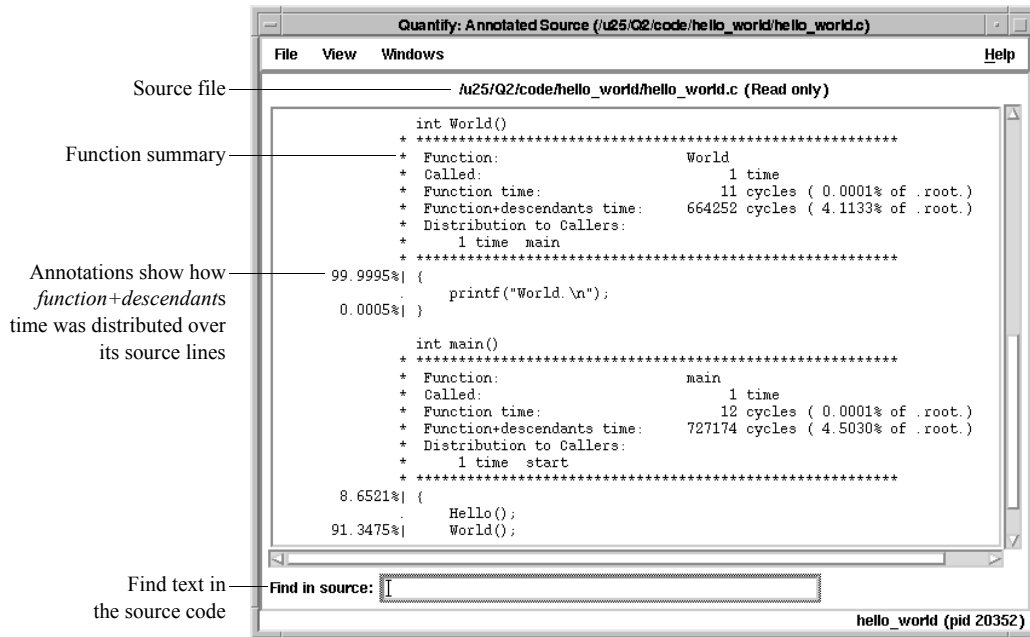 Quantify: Annotated Source (/u25/Q2/code/hello_world/hello_world.c)
File View Windows Help
Source file
/u25/Q2/code/hello_world/hello_world.c (Read only)
int World()
* **********************************************************
Function summary
* Function: World
* Called: 1 time
* Function time: 11 cycles ( 0.0001% of .root.)
* Function+descendants time: 664252 cycles ( 4.1133% of .root.)
* Distribution to Callers:
* 1 time main
* **********************************************************
Annotations show how
function+descendants
time was distributed over
its source lines
99.9995%| {
. printf("World.\n");
0.0005%| }
int main()
* **********************************************************
* Function: main
* Called: 1 time
* Function time: 12 cycles ( 0.0001% of .root.)
* Function+descendants time: 727174 cycles ( 4.5030% of .root.)
* Distribution to Callers:
* 1 time start
* **********************************************************
8.6521%| {
. Hello();
91.3475%| World();
Find text in
the source code
Find in source:
hello_world (pid 20352)